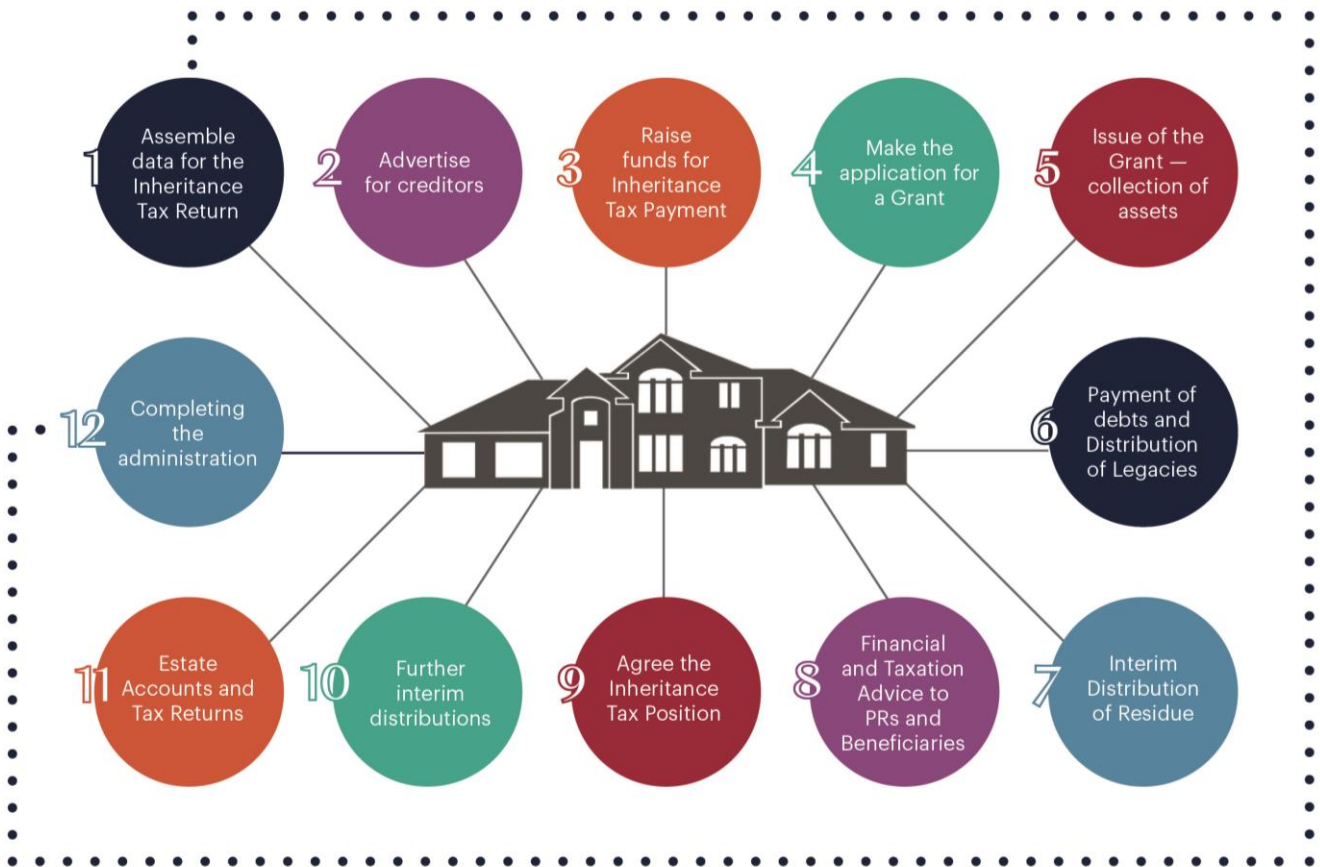 1
Assemble
data for the
Inheritance
Tax Return
2
Advertise
for creditors
3
Raise
funds for
Inheritance
Tax Payment
4
Make the
application for
a Grant
5
Issue of the
Grant —
collection of
assets
6
Payment of
debts and
Distribution
of Legacies
7
Interim
Distribution
of Residue
8
Financial
and Taxation
Advice to
PRs and
Beneficiaries
9
Agree the
Inheritance
Tax Position
10
Further
interim
distributions
11
Estate
Accounts and
Tax Returns
12
Completing
the
administration